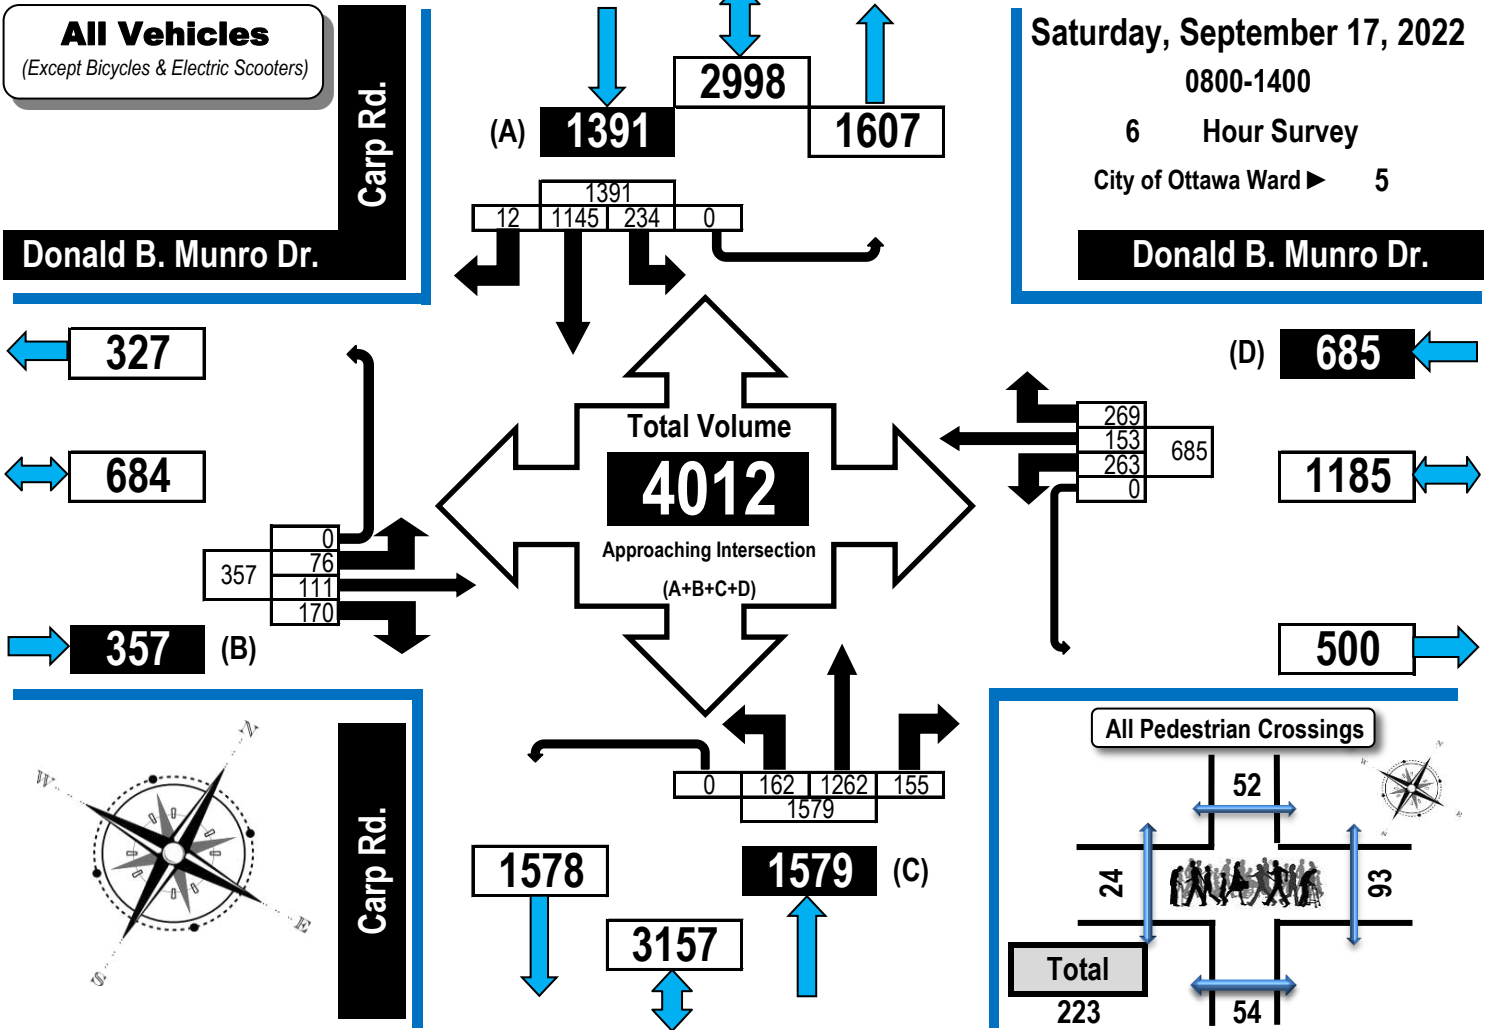 All Vehicles
(Except Bicycles & Electric Scooters)
Carp Rd.
Donald B. Munro Dr.
2998
(A) 1391
1607
1391
12 1145 234 0
Saturday, September 17, 2022
0800-1400
6 Hour Survey
City of Ottawa Ward ► 5
Donald B. Munro Dr.
327
684
0
76
357
111
170
357 (B)
Total Volume
4012
Approaching Intersection
(A+B+C+D)
(D) 685
269
153
685
263
0
1185
500
N
W
E
S
Carp Rd.
0 162 1262 155
1579
1578
1579 (C)
3157
All Pedestrian Crossings
52
24
93
54
Total
223
N
W
E
S